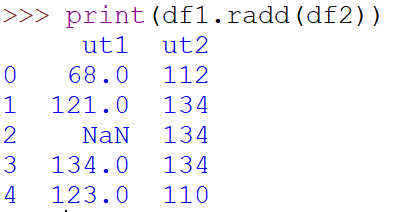 >>> print(df1.radd(df2))
     ut1  ut2
0   68.0  112
1  121.0  134
2    NaN  134
3  134.0  134
4  123.0  110